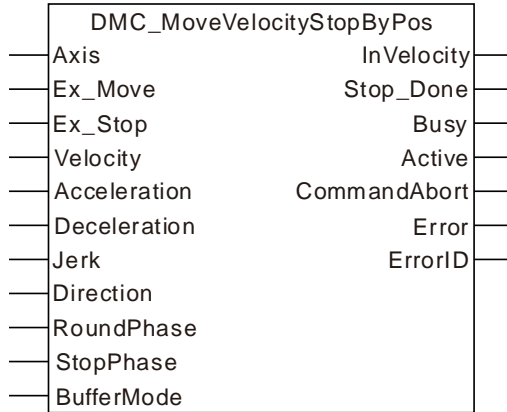 DMC_MoveVelocityStopByPos
Axis InVelocity
Ex_Move Stop_Done
Ex_Stop Busy
Velocity Active
Acceleration CommandAbort
Deceleration Error
Jerk ErrorID
Direction
RoundPhase
StopPhase
BufferMode